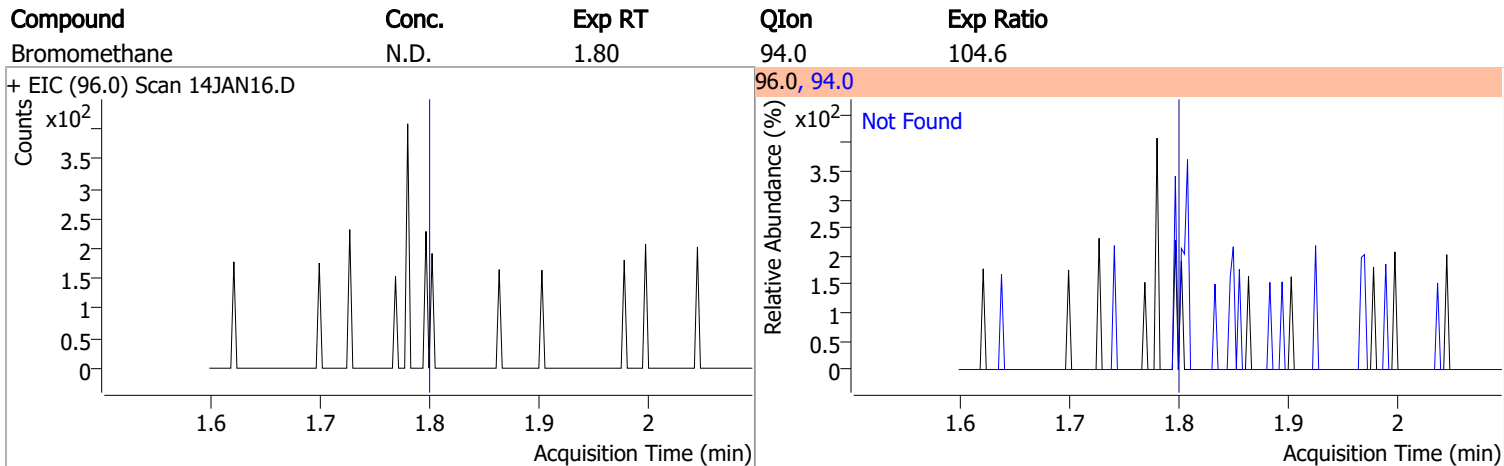 Compound Conc. Exp RT QIon Exp Ratio
Bromomethane N.D. 1.80 94.0 104.6
+ EIC (96.0) Scan 14JAN16.D
Counts
x10²
3.5
3
2.5
2
1.5
1
0.5
0
1.6 1.7 1.8 1.9 2
Acquisition Time (min)
96.0, 94.0
Relative Abundance (%)
x10²
Not Found
3.5
3
2.5
2
1.5
1
0.5
0
1.6 1.7 1.8 1.9 2
Acquisition Time (min)